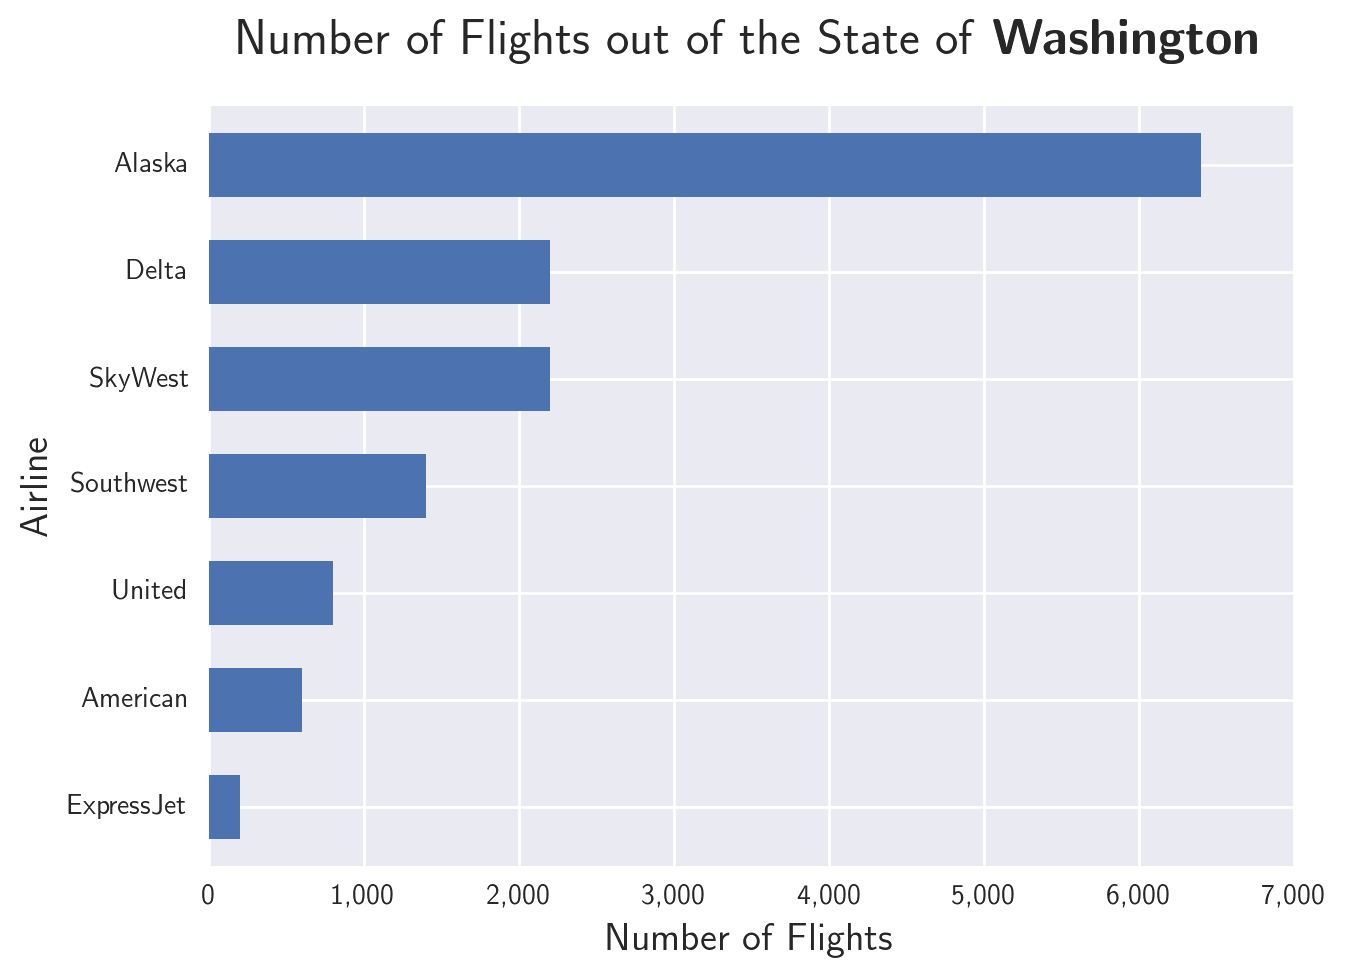 Number of Flights out of the State of Washington
Alaska
Delta
SkyWest
Southwest
United
American
ExpressJet
Airline
0 1,000 2,000 3,000 4,000 5,000 6,000 7,000
Number of Flights